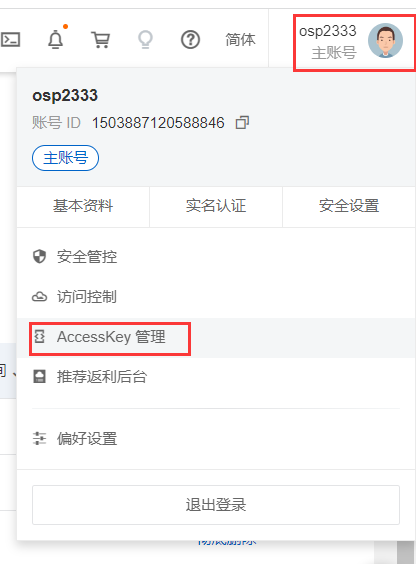 简体
osp2333
主账号
osp2333
账号 ID 1503887120588846
主账号
基本资料 实名认证 安全设置
安全管控
访问控制
AccessKey 管理
推荐返利后台
偏好设置
退出登录